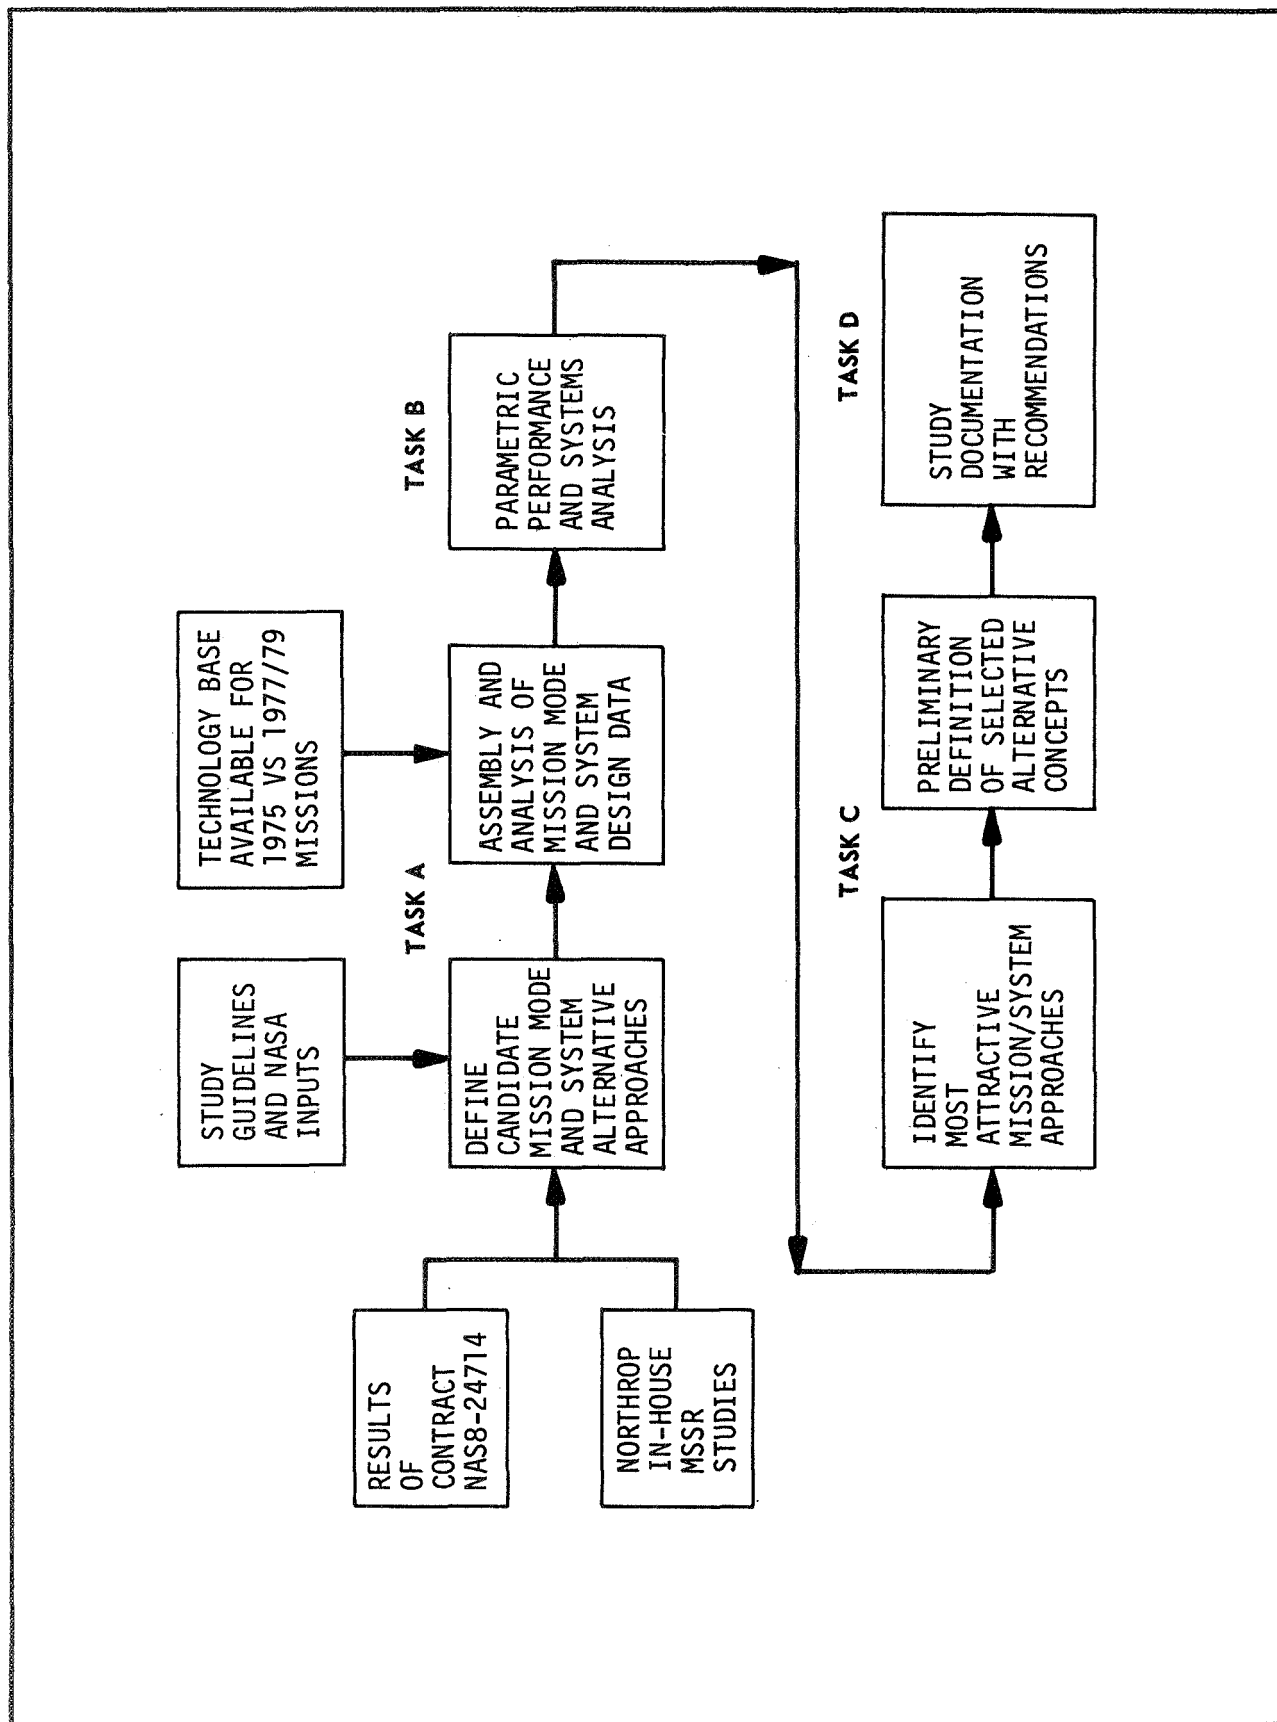 STUDY
GUIDELINES
AND NASA
INPUTS
TECHNOLOGY BASE
AVAILABLE FOR
1975 VS 1977/79
MISSIONS
RESULTS
OF
CONTRACT
NAS8-24714
NORTHROP
IN-HOUSE
MSSR
STUDIES
TASK A
DEFINE
CANDIDATE
MISSION MODE
AND SYSTEM
ALTERNATIVE
APPROACHES
ASSEMBLY AND
ANALYSIS OF
MISSION MODE
AND SYSTEM
DESIGN DATA
TASK B
PARAMETRIC
PERFORMANCE
AND SYSTEMS
ANALYSIS
TASK C
IDENTIFY
MOST
ATTRACTIVE
MISSION/SYSTEM
APPROACHES
PRELIMINARY
DEFINITION
OF SELECTED
ALTERNATIVE
CONCEPTS
TASK D
STUDY
DOCUMENTATION
WITH
RECOMMENDATIONS